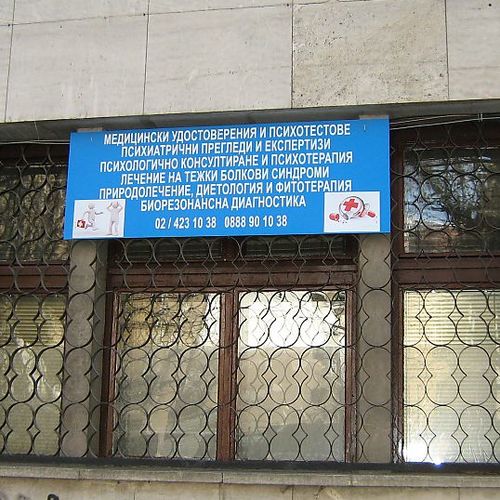 МЕДИЦИНСКИ УДОСТОВЕРЕНИЯ И ПСИХОТЕСТОВЕ
ПСИХИАТРИЧНИ ПРЕГЛЕДИ И ЕКСПЕРТИЗИ
ПСИХОЛОГИЧНО КОНСУЛТИРАНЕ И ПСИХОТЕРАПИЯ
ЛЕЧЕНИЕ НА ТЕЖКИ БОЛКОВИ СИНДРОМИ
ПРИРОДОЛЕЧЕНИЕ, ДИЕТОЛОГИЯ И ФИТОТЕРАПИЯ
БИОРЕЗОНАНСНА ДИАГНОСТИКА
02 / 423 10 38 0888 90 10 38